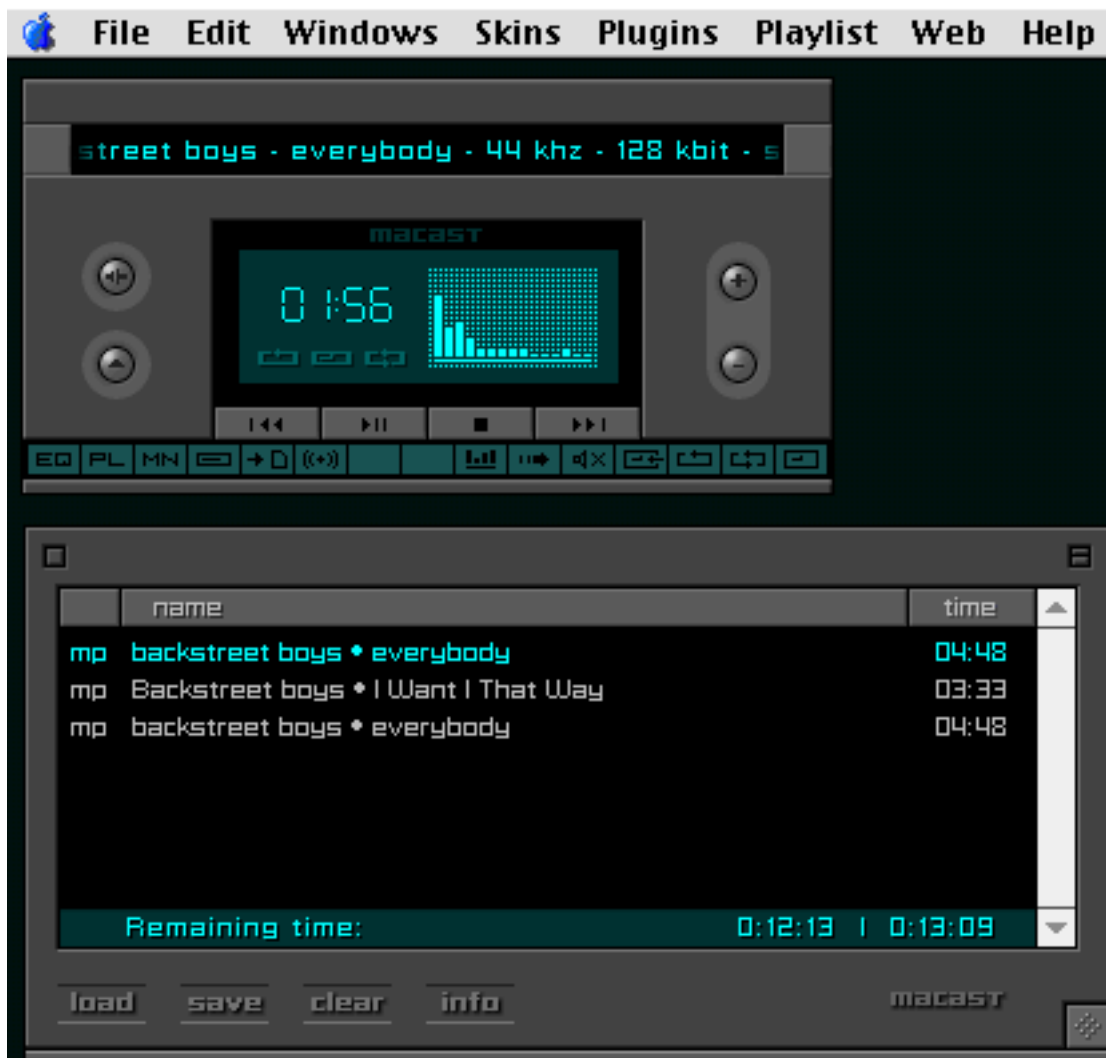 File Edit Windows Skins Plugins Playlist Web Help
street boys - everybody - 44 khz - 128 kbit - s
macast
01:56
EQ PL MN
name time
mp backstreet boys • everybody 04:48
mp Backstreet boys • I Want I That Way 03:33
mp backstreet boys • everybody 04:48
Remaining time: 0:12:13 | 0:13:09
load save clear info macast